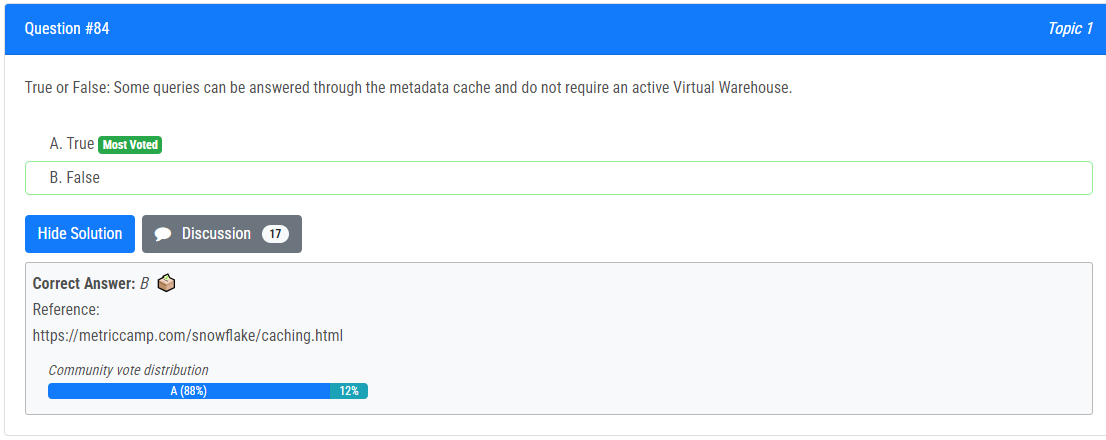 Question #84 Topic 1
True or False: Some queries can be answered through the metadata cache and do not require an active Virtual Warehouse.
A. True Most Voted
B. False
Hide Solution Discussion 17
Correct Answer: B
Reference:
https://metriccamp.com/snowflake/caching.html
Community vote distribution
A (88%) 12%